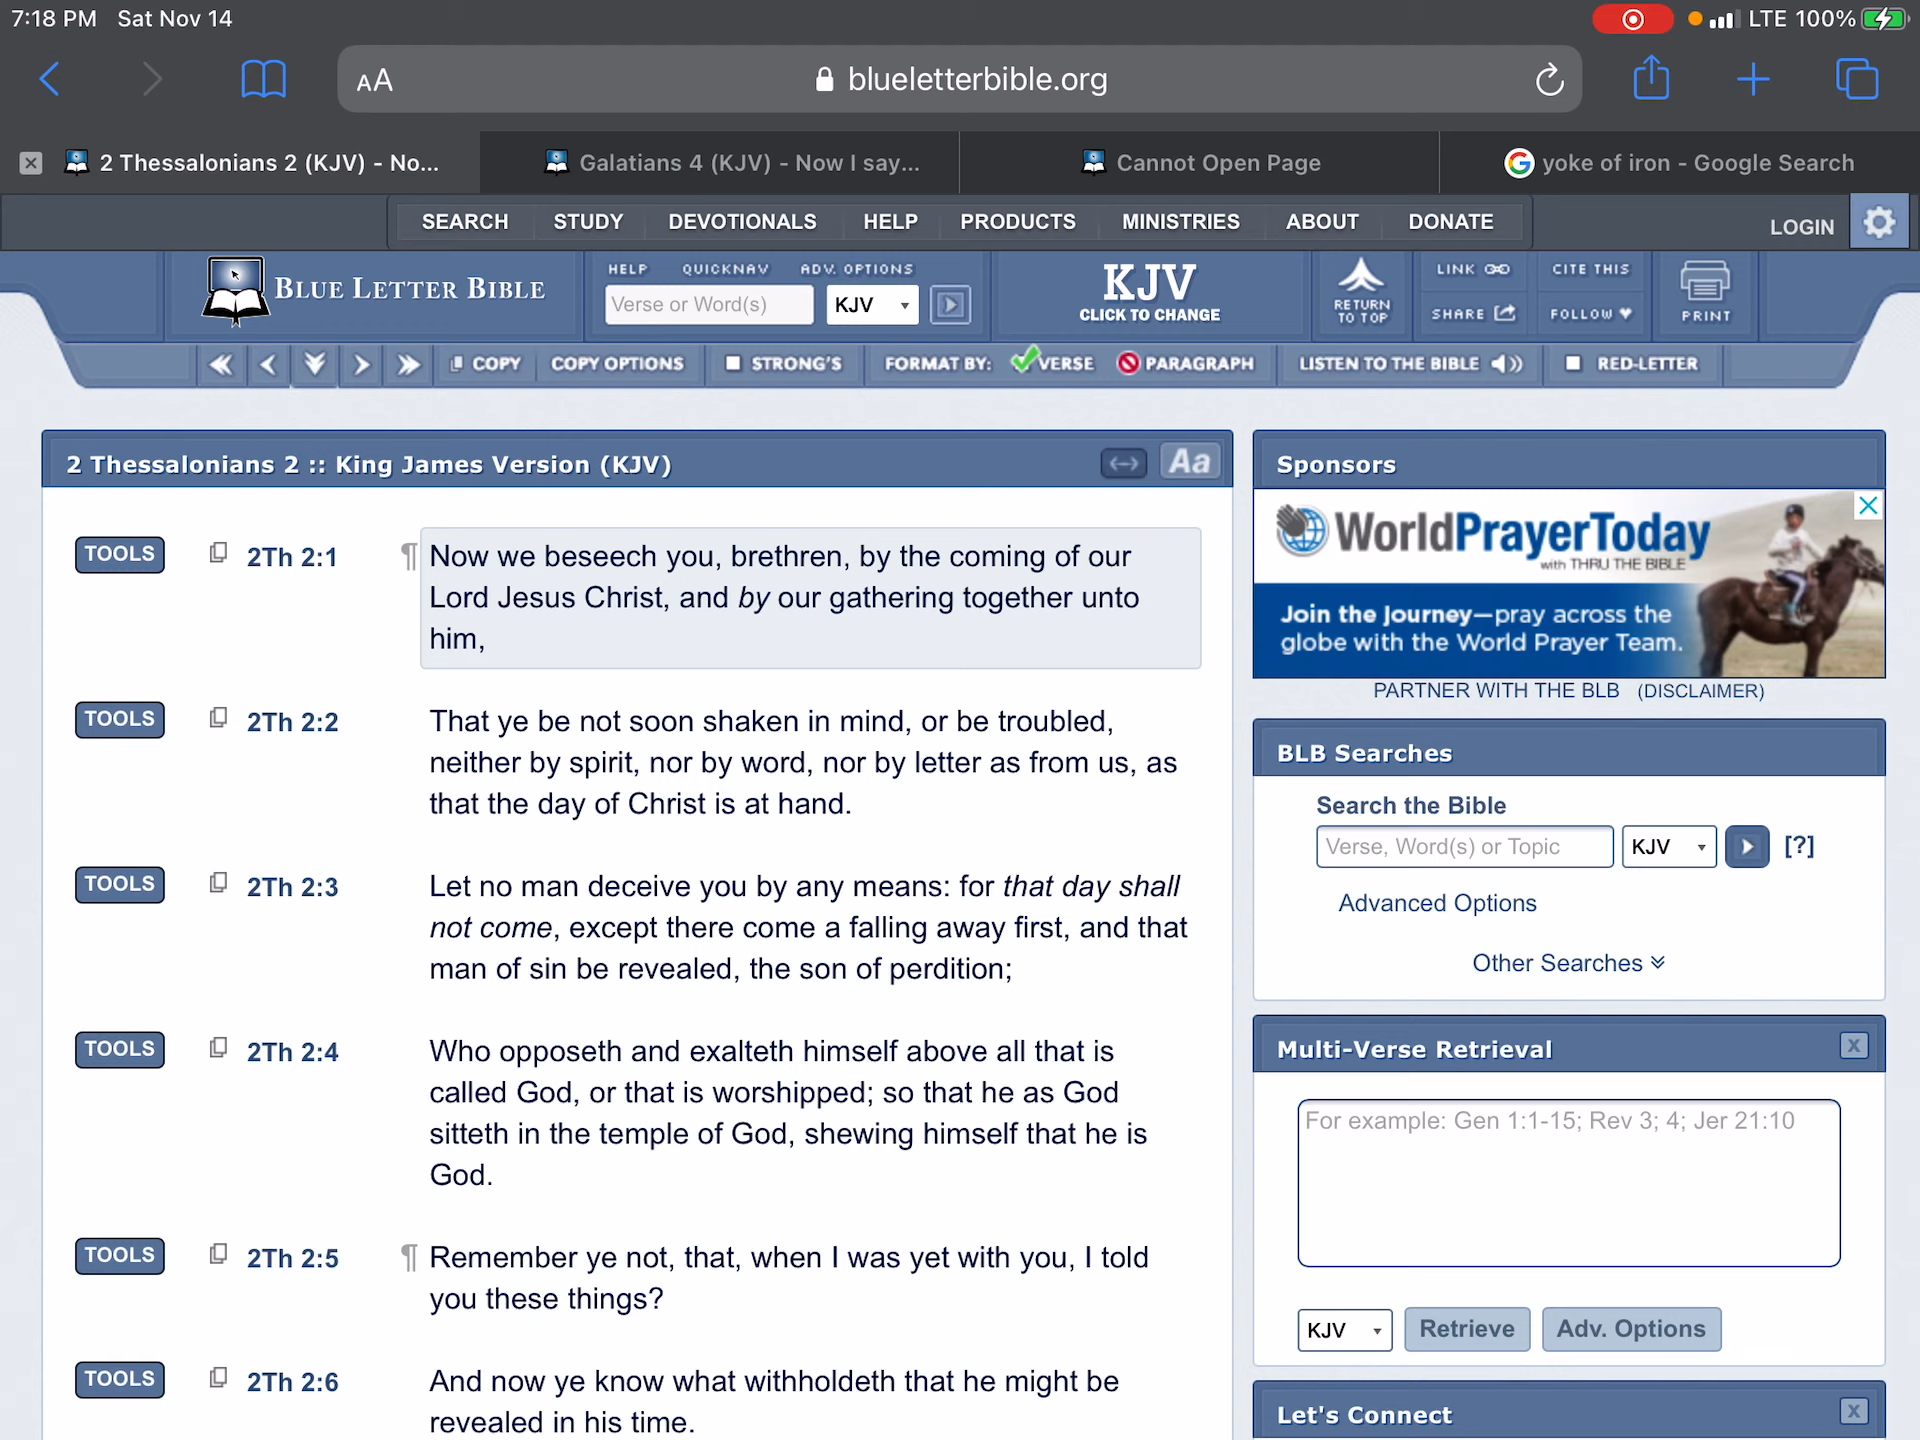 7:18 PM Sat Nov 14
LTE 100%
AA blueletterbible.org
2 Thessalonians 2 (KJV) - No...
Galatians 4 (KJV) - Now I say...
Cannot Open Page
yoke of iron - Google Search
SEARCH STUDY DEVOTIONALS HELP PRODUCTS MINISTRIES ABOUT DONATE
LOGIN
BLUE LETTER BIBLE
HELP QUICKNAV ADV. OPTIONS
Verse or Word(s) KJV
KJV
CLICK TO CHANGE
RETURN
TO TOP
LINK CITE THIS
SHARE FOLLOW
PRINT
COPY COPY OPTIONS STRONG'S FORMAT BY: VERSE PARAGRAPH LISTEN TO THE BIBLE RED-LETTER
2 Thessalonians 2 :: King James Version (KJV)
Aa
TOOLS 2Th 2:1 ¶ Now we beseech you, brethren, by the coming of our
Lord Jesus Christ, and by our gathering together unto
him,
TOOLS 2Th 2:2 That ye be not soon shaken in mind, or be troubled,
neither by spirit, nor by word, nor by letter as from us, as
that the day of Christ is at hand.
TOOLS 2Th 2:3 Let no man deceive you by any means: for that day shall
not come, except there come a falling away first, and that
man of sin be revealed, the son of perdition;
TOOLS 2Th 2:4 Who opposeth and exalteth himself above all that is
called God, or that is worshipped; so that he as God
sitteth in the temple of God, shewing himself that he is
God.
TOOLS 2Th 2:5 ¶ Remember ye not, that, when I was yet with you, I told
you these things?
TOOLS 2Th 2:6 And now ye know what withholdeth that he might be
revealed in his time.
Sponsors
WorldPrayerToday
with THRU THE BIBLE
Join the Journey—pray across the
globe with the World Prayer Team.
PARTNER WITH THE BLB (DISCLAIMER)
BLB Searches
Search the Bible
Verse, Word(s) or Topic KJV [?]
Advanced Options
Other Searches
Multi-Verse Retrieval X
For example: Gen 1:1-15; Rev 3; 4; Jer 21:10
KJV Retrieve Adv. Options
Let's Connect X